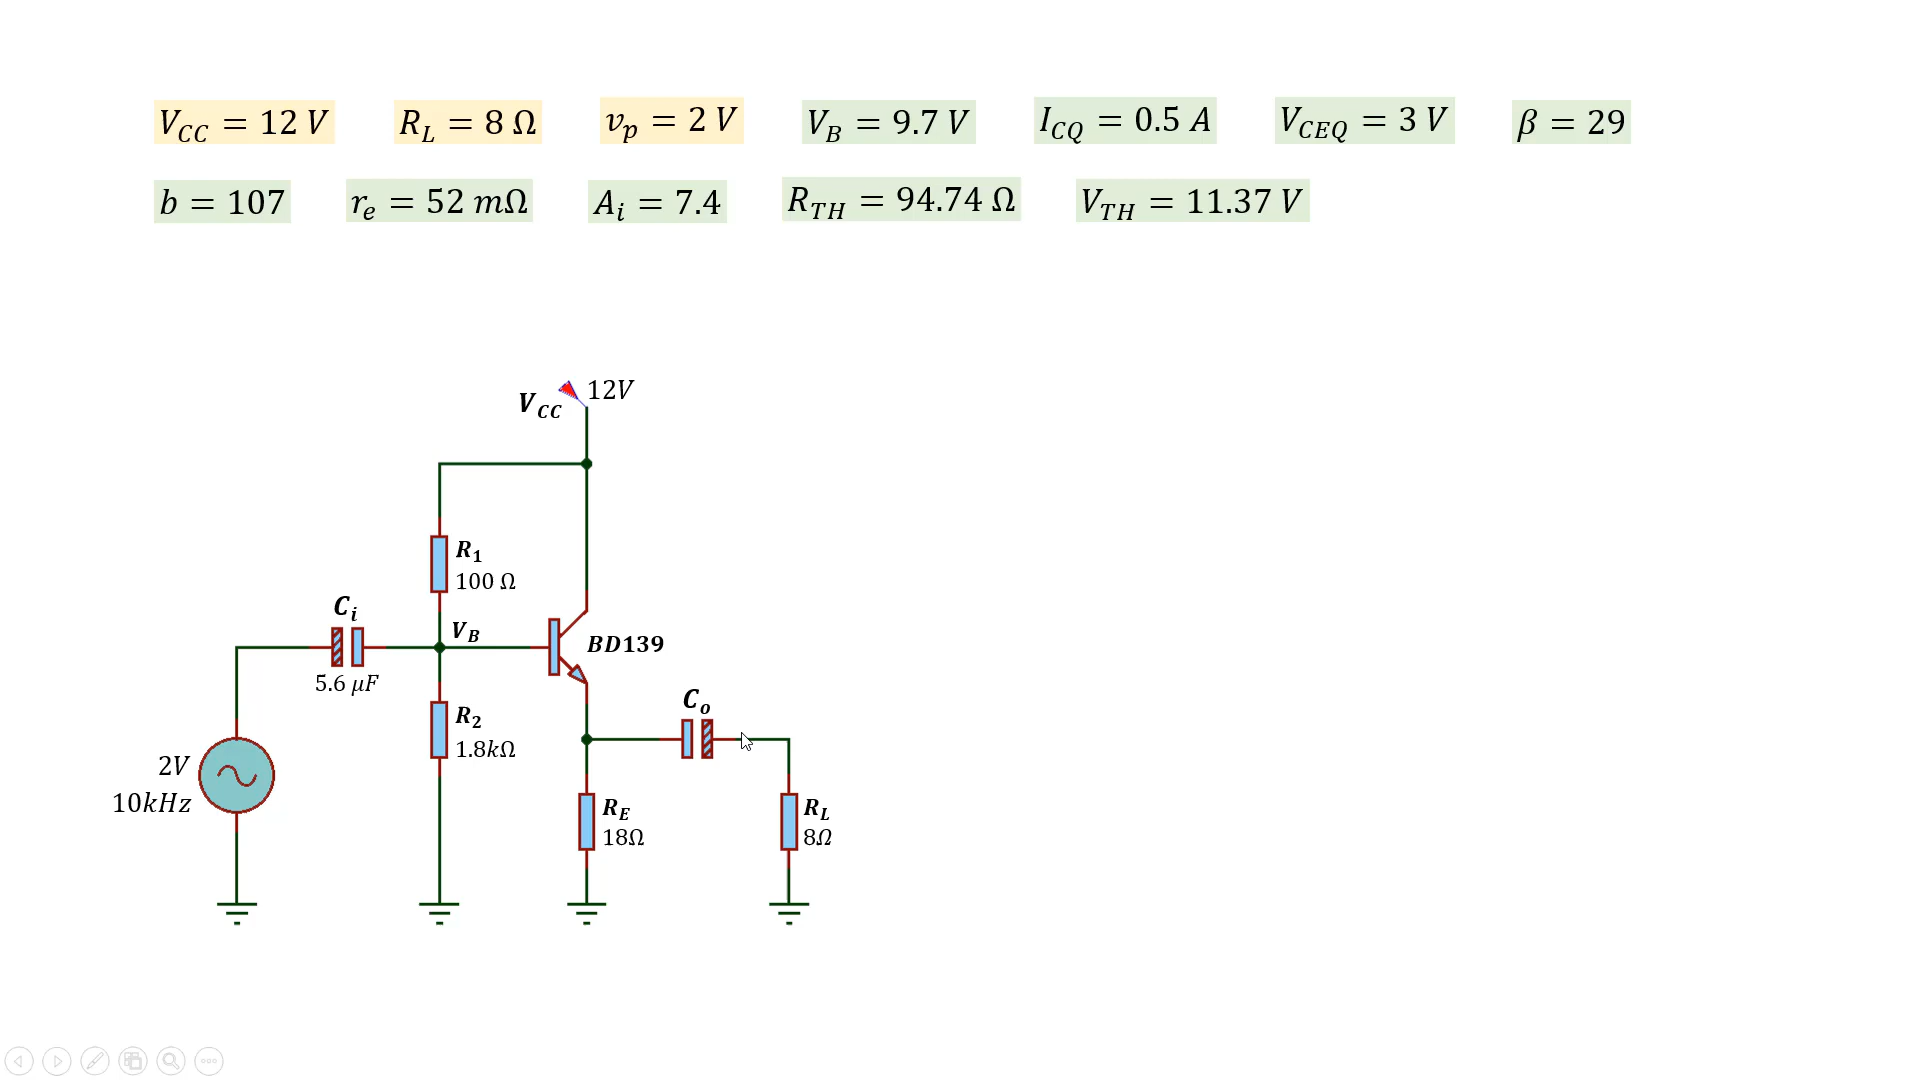 V_CC = 12 V
R_L = 8 Ω
v_p = 2 V
V_B = 9.7 V
I_CQ = 0.5 A
V_CEQ = 3 V
β = 29
b = 107
r_e = 52 mΩ
A_i = 7.4
R_TH = 94.74 Ω
V_TH = 11.37 V
12V
V_CC
R_1
100 Ω
C_i
V_B
BD139
5.6 μF
C_o
R_2
1.8kΩ
2V
10kHz
R_E
18Ω
R_L
8Ω